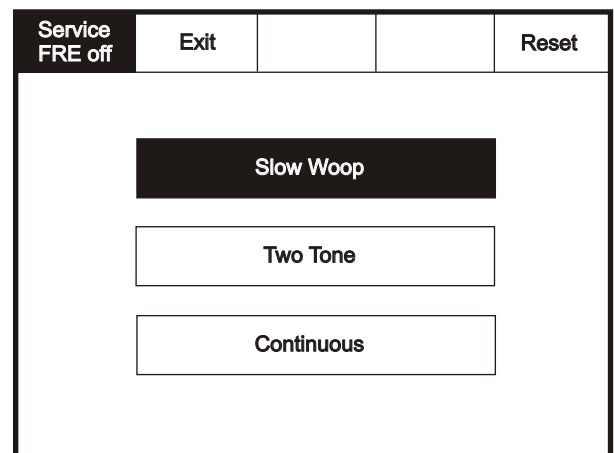 Service
FRE off
Exit
Reset
Slow Woop
Two Tone
Continuous